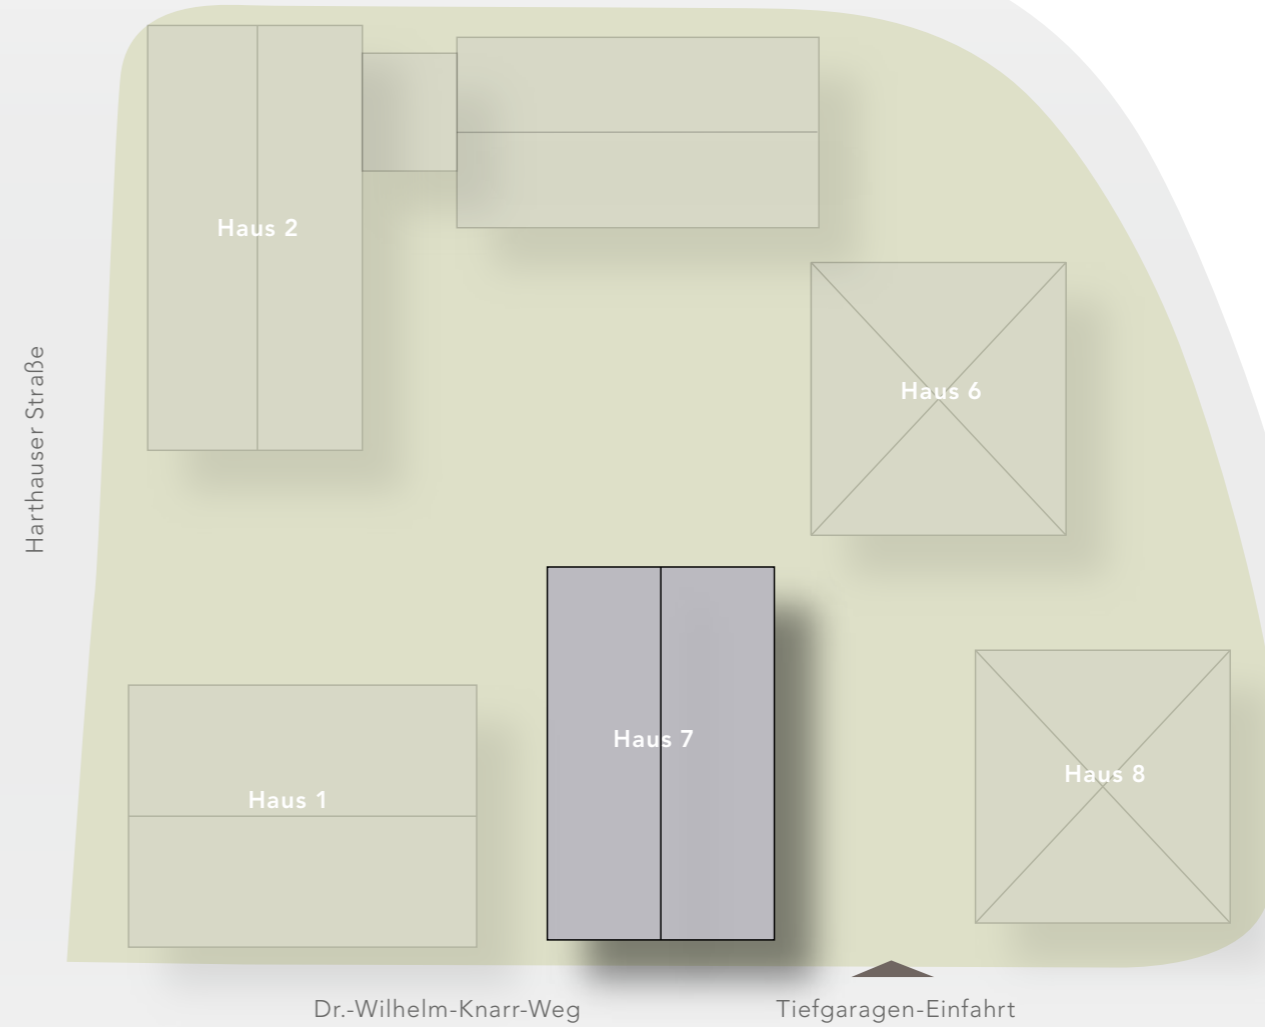 Haus 2
Haus 6
Harthauser Straße
Haus 7
Haus 8
Haus 1
Dr.-Wilhelm-Knarr-Weg
Tiefgaragen-Einfahrt